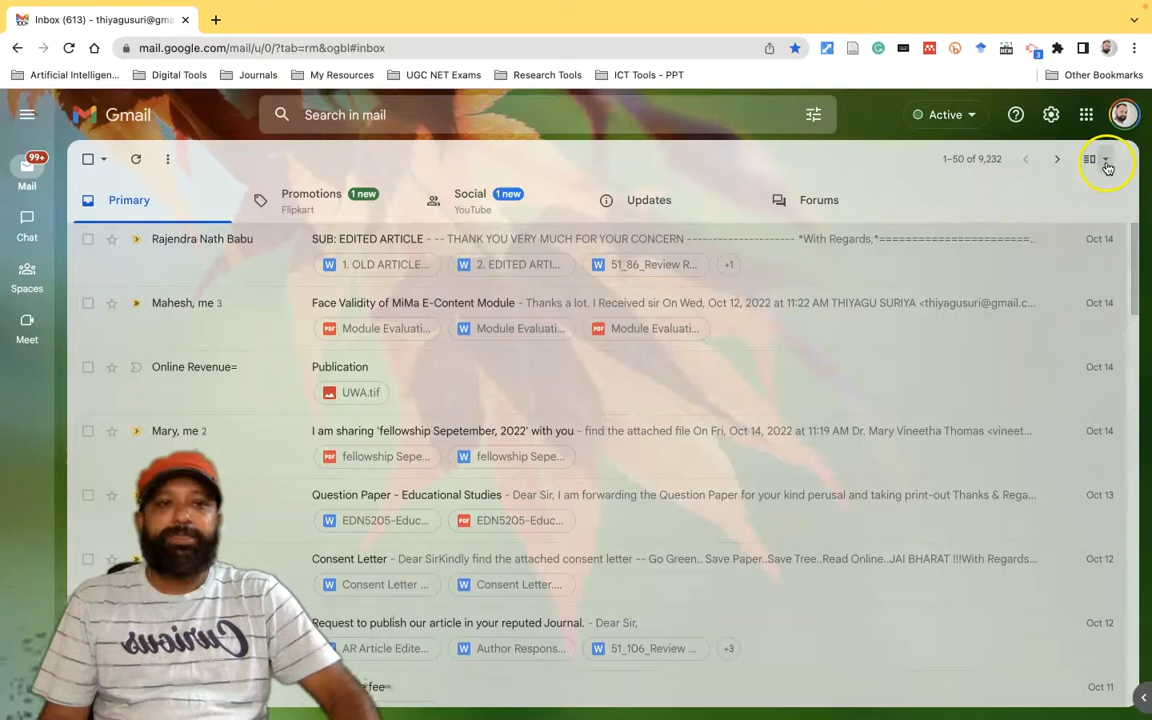 Inbox (613) - thiyagusuri@gma
mail.google.com/mail/u/0/?tab=rm&ogbl#inbox
3
Artificial Intelligen... Digital Tools Journals My Resources UGC NET Exams Research Tools ICT Tools - PPT Other Bookmarks
Gmail Search in mail Active
99+
1–50 of 9,232
Mail
Chat
Spaces
Meet
Primary Promotions 1 new Social 1 new Updates Forums
Flipkart YouTube
Rajendra Nath Babu SUB: EDITED ARTICLE - -- THANK YOU VERY MUCH FOR YOUR CONCERN -------------------- *With Regards,*=======================... Oct 14
1. OLD ARTICLE... 2. EDITED ARTI... 51_86_Review R... +1
Mahesh, me 3 Face Validity of MiMa E-Content Module - Thanks a lot. I Received sir On Wed, Oct 12, 2022 at 11:22 AM THIYAGU SURIYA <thiyagusuri@gmail.c... Oct 14
Module Evaluati... Module Evaluati... Module Evaluati...
Online Revenue= Publication Oct 14
UWA.tif
Mary, me 2 I am sharing 'fellowship Sepetember, 2022' with you - find the attached file On Fri, Oct 14, 2022 at 11:19 AM Dr. Mary Vineetha Thomas <vineet... Oct 14
fellowship Sepe... fellowship Sepe...
Question Paper - Educational Studies - Dear Sir, I am forwarding the Question Paper for your kind perusal and taking print-out Thanks & Rega... Oct 13
EDN5205-Educ... EDN5205-Educ...
Consent Letter - Dear SirKindly find the attached consent letter -- Go Green.. Save Paper..Save Tree..Read Online..JAI BHARAT !!!With Regards... Oct 12
Consent Letter ... Consent Letter....
Request to publish our article in your reputed Journal. - Dear Sir, Oct 12
AR Article Edite... Author Respons... 51_106_Review ... +3
fee Oct 11
Curious